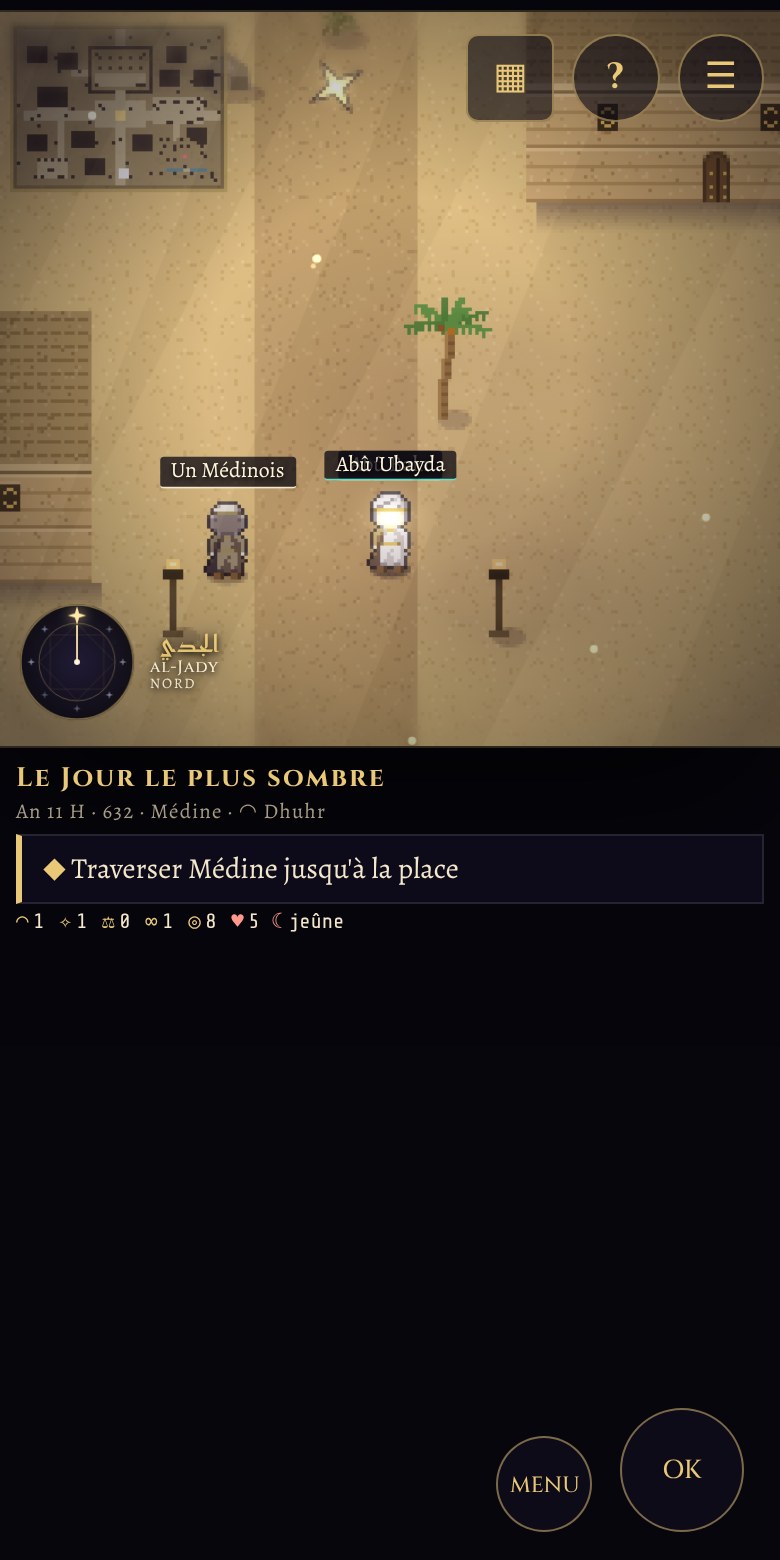 ?
Un Médinois
Abû 'Ubayda
الجدي
AL-JADY
NORD
LE JOUR LE PLUS SOMBRE
An 11 H · 632 · Médine · ◠ Dhuhr
◆ Traverser Médine jusqu'à la place
◠1 ✧1 ⚖0 ∞1 ◎8 ♥5 ☾jeûne
MENU
OK